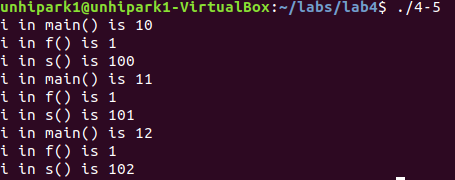 unhipark1@unhipark1-VirtualBox:~/labs/lab4$ ./4-5
i in main() is 10
i in f() is 1
i in s() is 100
i in main() is 11
i in f() is 1
i in s() is 101
i in main() is 12
i in f() is 1
i in s() is 102